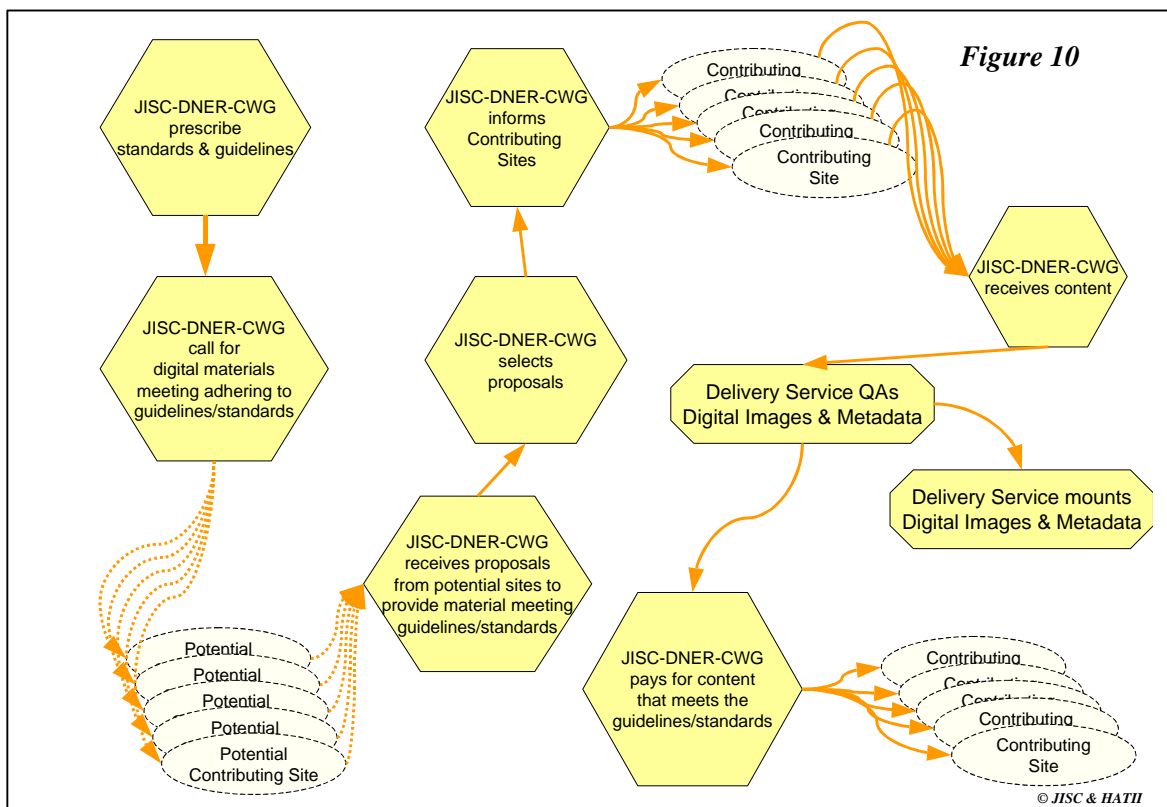 Figure 10
JISC-DNER-CWG
prescribe
standards & guidelines
JISC-DNER-CWG
call for
digital materials
meeting adhering to
guidelines/standards
Potential
Potential
Potential
Potential
Potential
Contributing Site
JISC-DNER-CWG
receives proposals
from potential sites to
provide material meeting
guidelines/standards
JISC-DNER-CWG
selects
proposals
JISC-DNER-CWG
informs
Contributing
Sites
Contributing
Contributing
Contributing
Contributing
Contributing
Site
JISC-DNER-CWG
receives content
Delivery Service QAs
Digital Images & Metadata
Delivery Service mounts
Digital Images & Metadata
JISC-DNER-CWG
pays for content
that meets the
guidelines/standards
Contributing
Contributing
Contributing
Contributing
Contributing
Site
© JISC & HATII